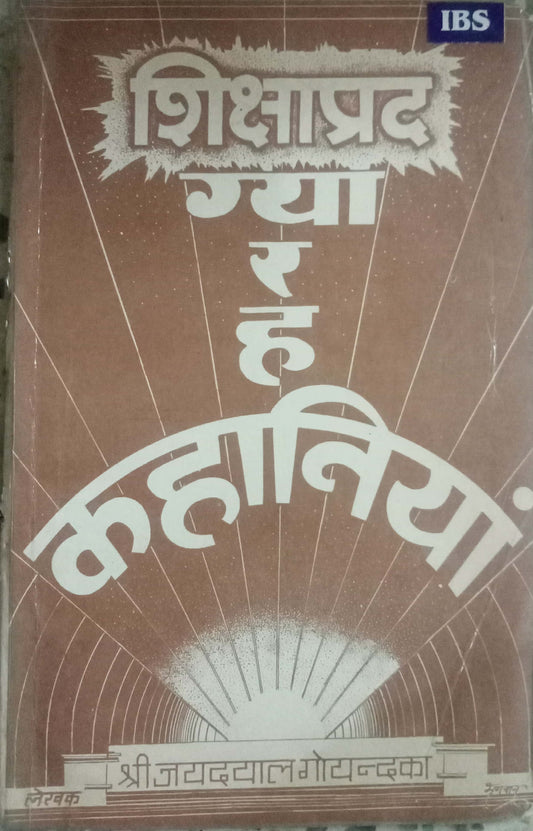 IBS
शिक्षाप्रद
ग्या
र
ह
कहानियां
श्री जयदयाल गोयन्दका
लेखक